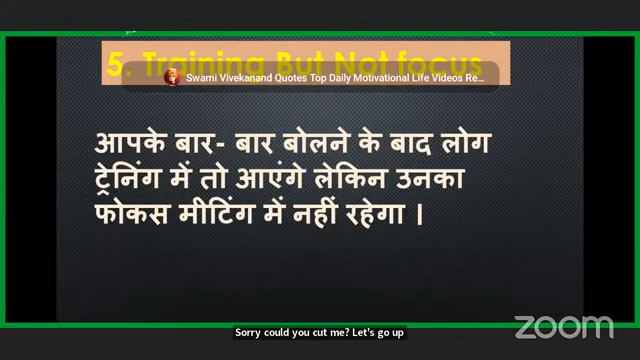 5. Training But Not focus
Swami Vivekanand Quotes Top Daily Motivational Life Videos Re...
आपके बार- बार बोलने के बाद लोग
ट्रेनिंग में तो आएंगे लेकिन उनका
फोकस मीटिंग में नहीं रहेगा ।
zoom
Sorry could you cut me? Let's go up